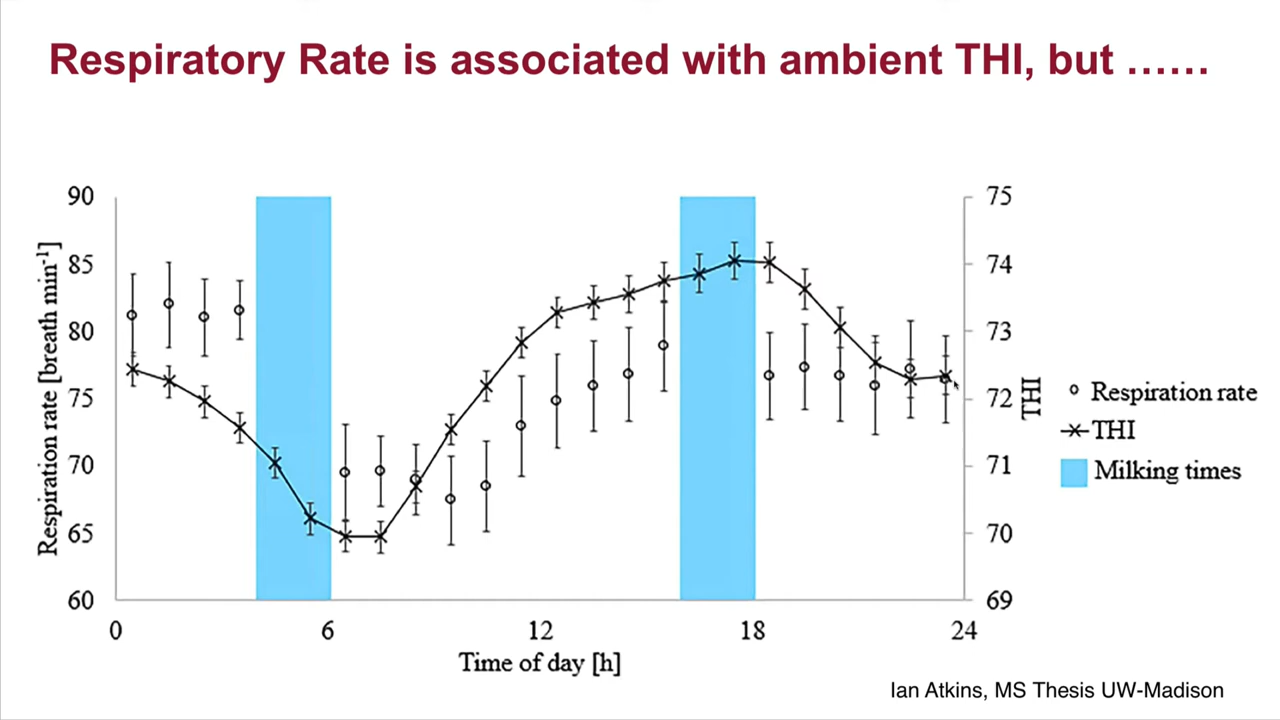 Respiratory Rate is associated with ambient THI, but ……
90
85
80
75
70
65
60
Respiration rate [breath min⁻¹]
0
6
12
18
24
Time of day [h]
75
74
73
72
71
70
69
THI
Respiration rate
THI
Milking times
Ian Atkins, MS Thesis UW-Madison